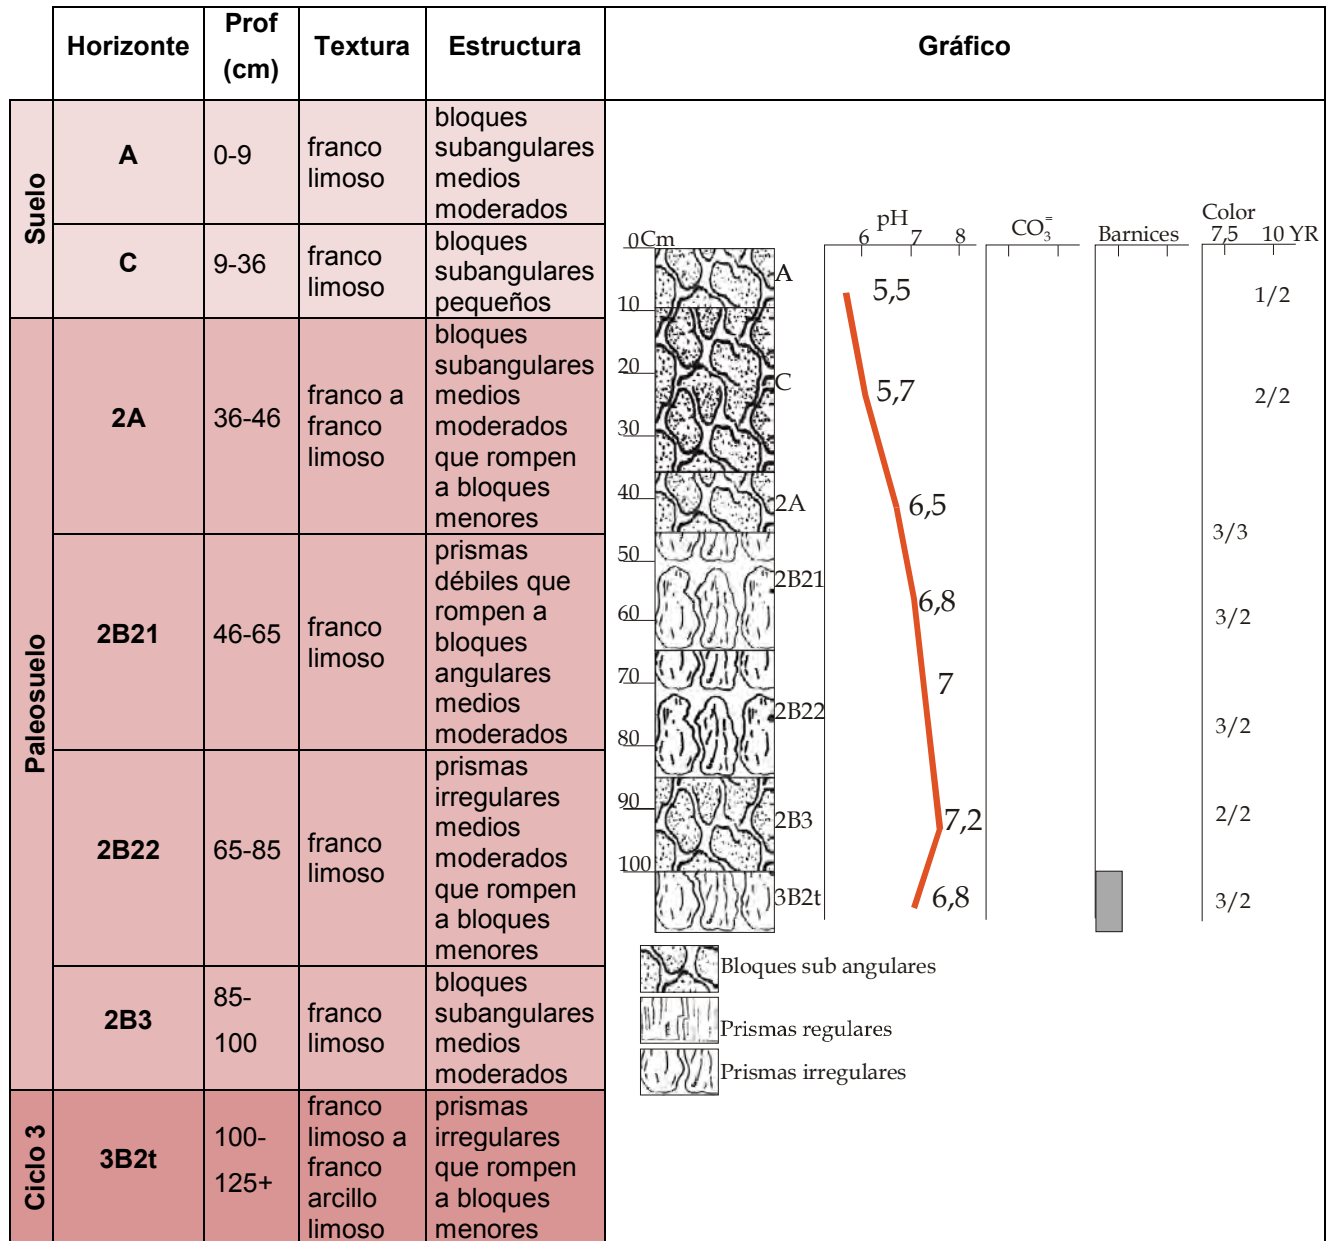 Horizonte
Prof
(cm)
Textura
Estructura
Gráfico
Suelo
A
0-9
franco
limoso
bloques
subangulares
medios
moderados
C
9-36
franco
limoso
bloques
subangulares
pequeños
Paleosuelo
2A
36-46
franco a
franco
limoso
bloques
subangulares
medios
moderados
que rompen
a bloques
menores
2B21
46-65
franco
limoso
prismas
débiles que
rompen a
bloques
angulares
medios
moderados
2B22
65-85
franco
limoso
prismas
irregulares
medios
moderados
que rompen
a bloques
menores
2B3
85-
100
franco
limoso
bloques
subangulares
medios
moderados
Ciclo 3
3B2t
100-
125+
franco
limoso a
franco
arcillo
limoso
prismas
irregulares
que rompen
a bloques
menores
0 Cm
10
20
30
40
50
60
70
80
90
100
A
C
2A
2B21
2B22
2B3
3B2t
pH
6 7 8
5,5
5,7
6,5
6,8
7
7,2
6,8
CO3=
Barnices
Color
7,5 10 YR
1/2
2/2
3/3
3/2
3/2
2/2
3/2
Bloques sub angulares
Prismas regulares
Prismas irregulares